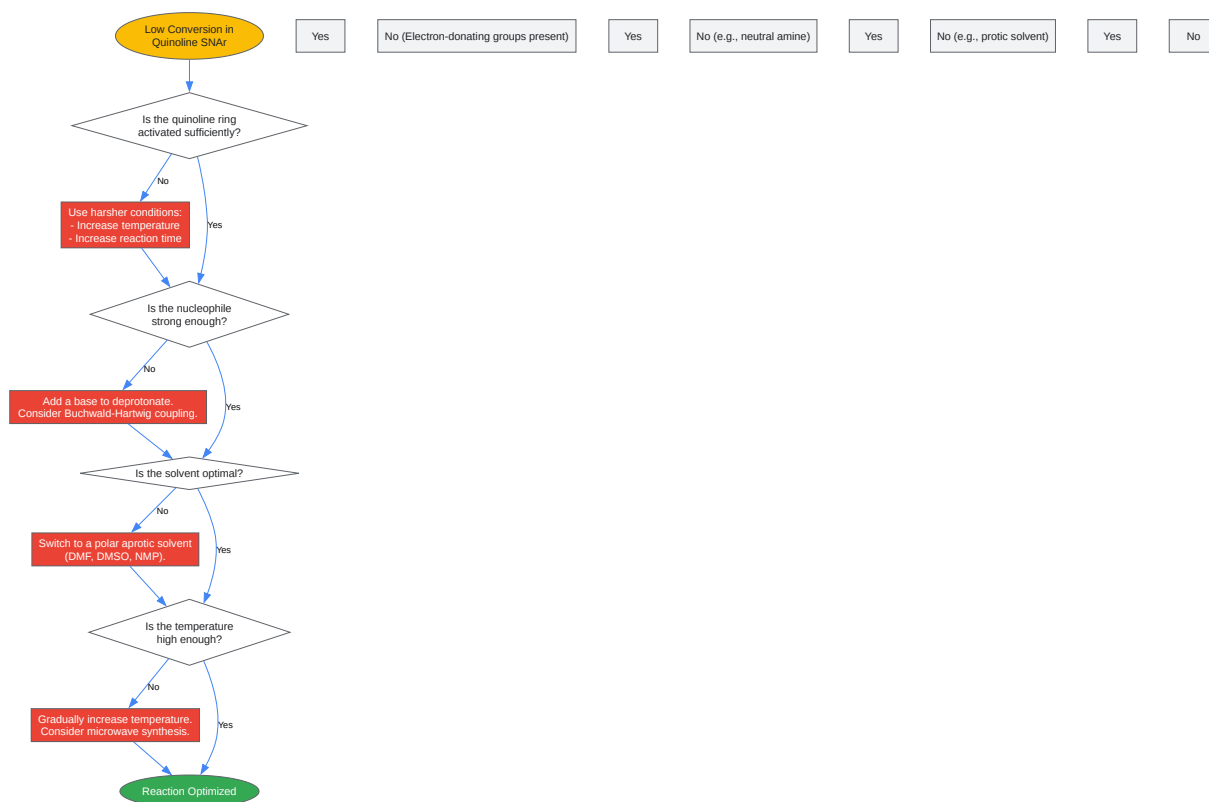 Low Conversion in
Quinoline SNAr
Yes
No (Electron-donating groups present)
Yes
No (e.g., neutral amine)
Yes
No (e.g., protic solvent)
Yes
No
Is the quinoline ring
activated sufficiently?
No
Use harsher conditions:
- Increase temperature
- Increase reaction time
Yes
Is the nucleophile
strong enough?
No
Add a base to deprotonate.
Consider Buchwald-Hartwig coupling.
Yes
Is the solvent optimal?
No
Switch to a polar aprotic solvent
(DMF, DMSO, NMP).
Yes
Is the temperature
high enough?
No
Gradually increase temperature.
Consider microwave synthesis.
Yes
Reaction Optimized